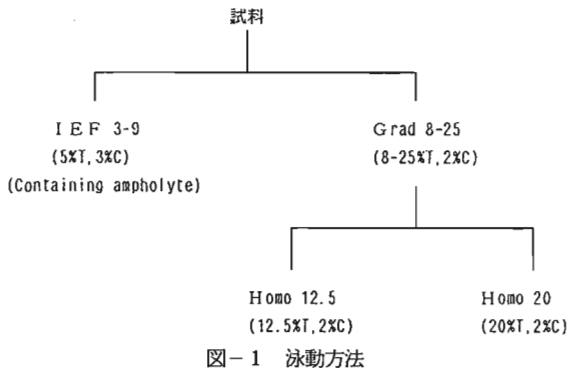 試料
IEF 3-9
(5%T,3%C)
(Containing ampholyte)
Grad 8-25
(8-25%T,2%C)
Homo 12.5
(12.5%T,2%C)
Homo 20
(20%T,2%C)
図-1 泳動方法